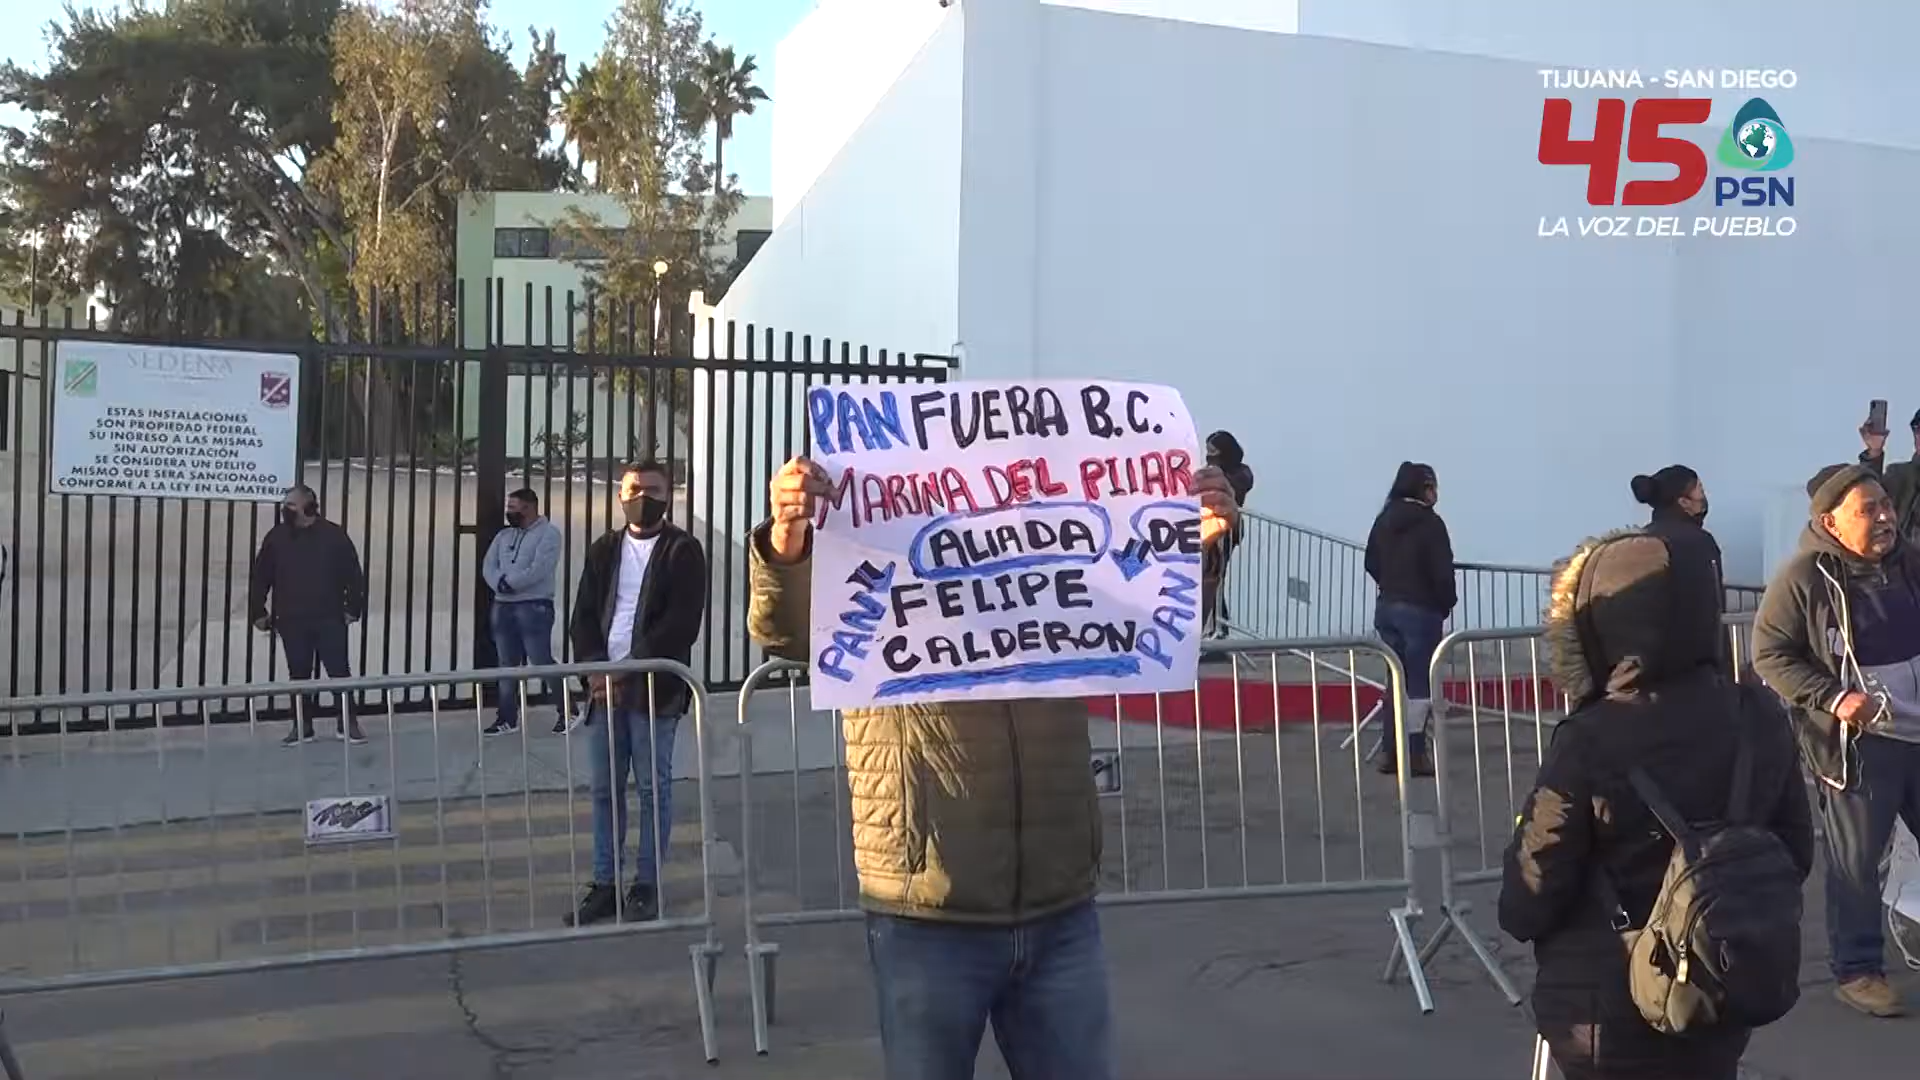 TIJUANA - SAN DIEGO
45
PSN
LA VOZ DEL PUEBLO
SEDENA
ESTAS INSTALACIONES
SON PROPIEDAD FEDERAL
SU INGRESO A LAS MISMAS
SIN AUTORIZACIÓN
SE CONSIDERA UN DELITO
MISMO QUE SERA SANCIONADO
CONFORME A LA LEY EN LA MATERIA
PAN FUERA B.C.
MARINA DEL PIIAR
ALIADA DE
FELIPE
CALDERON
PAN
PAN